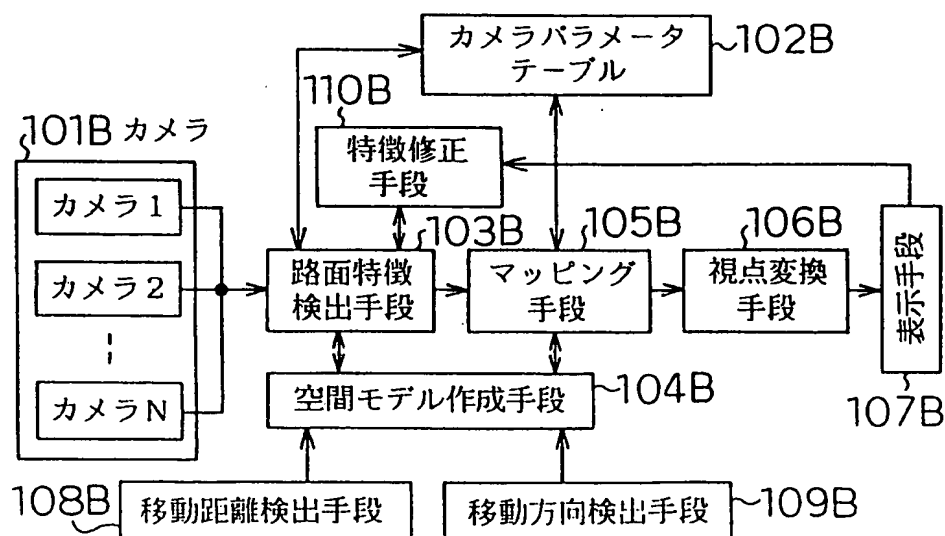 カメラパラメータ
テーブル
102B
110B
特徴修正
手段
101B カメラ
カメラ1
カメラ2
カメラN
103B
路面特徴
検出手段
105B
マッピング
手段
106B
視点変換
手段
表示手段
107B
空間モデル作成手段
104B
108B
移動距離検出手段
移動方向検出手段
109B